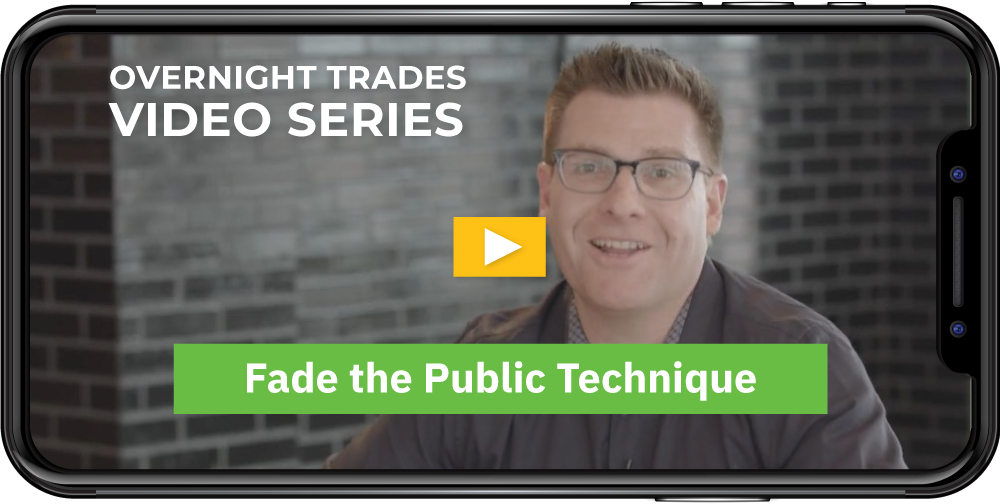 OVERNIGHT TRADES
VIDEO SERIES
Fade the Public Technique